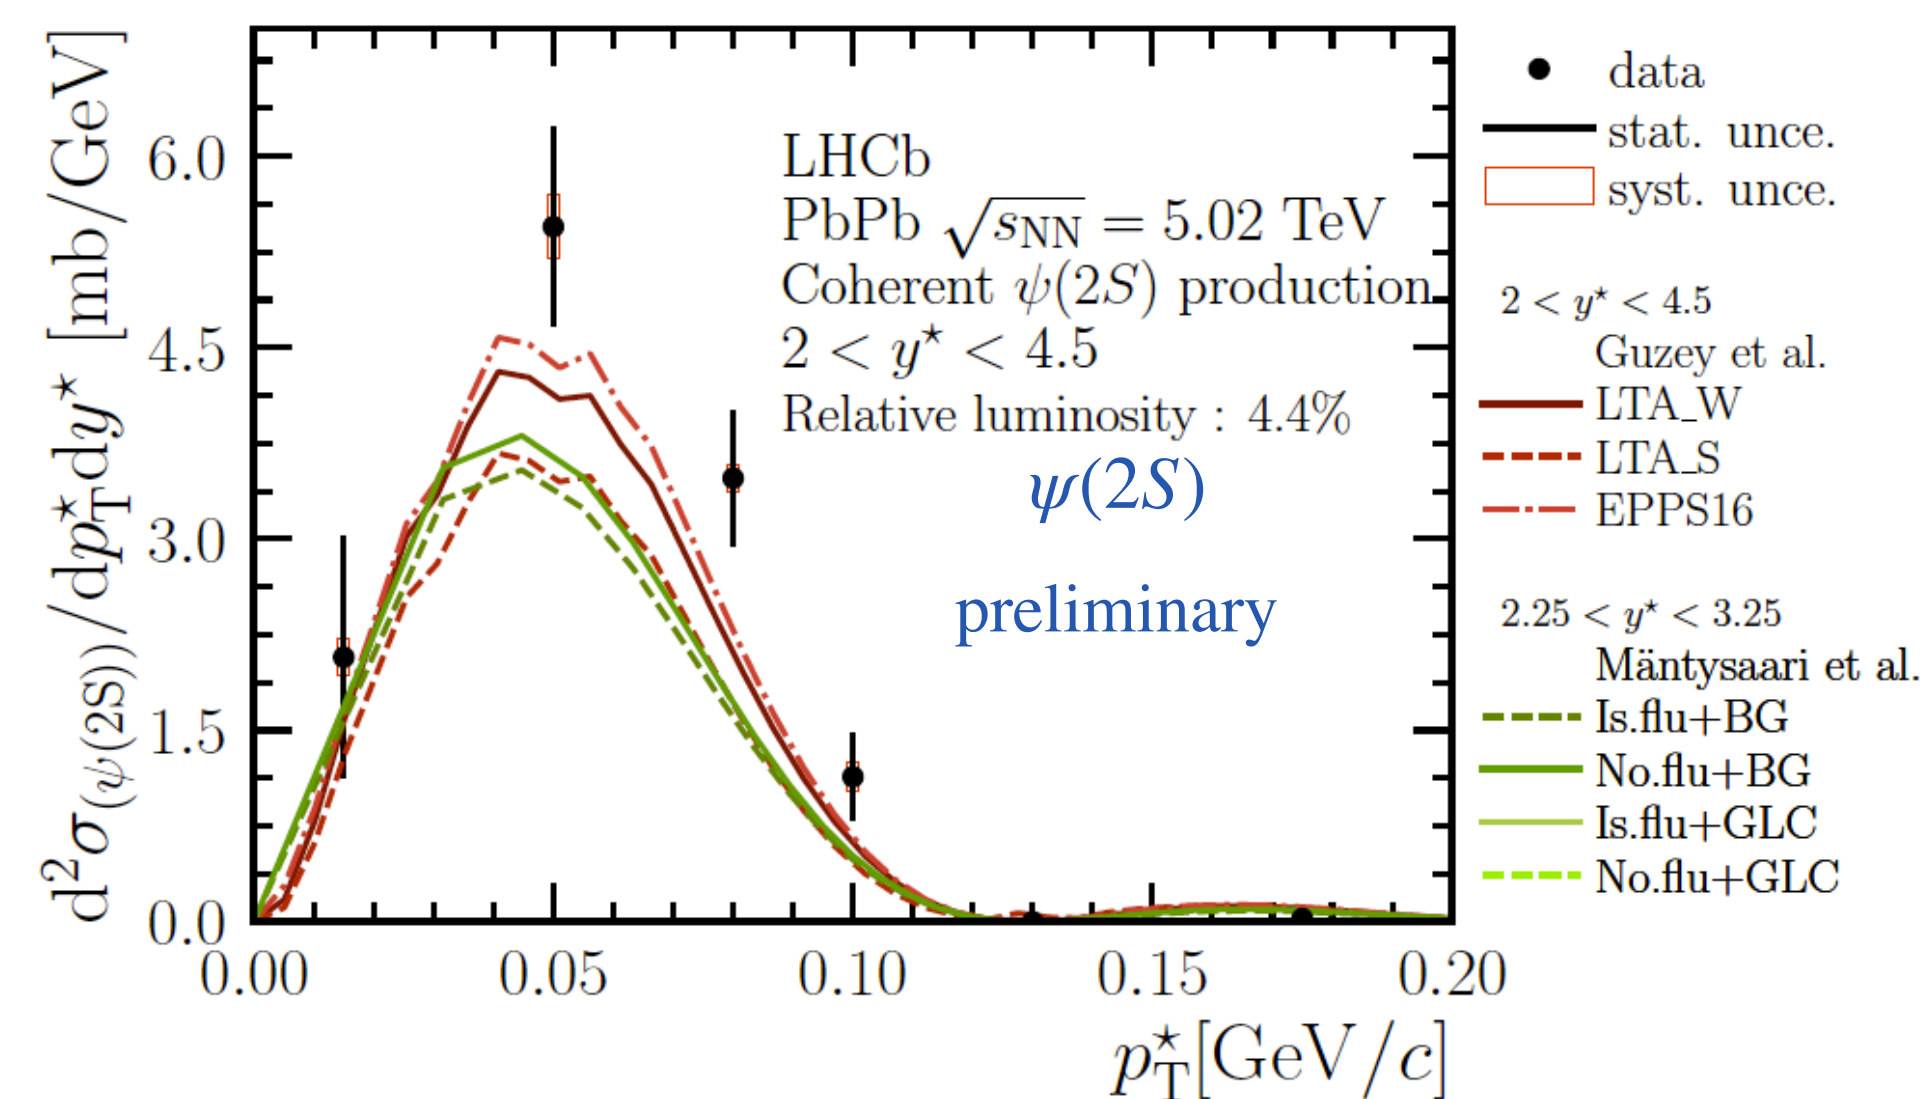 d²σ(ψ(2S))/dp*_T dy* [mb/GeV]
6.0
4.5
3.0
1.5
0.0
0.00 0.05 0.10 0.15 0.20
p*_T[GeV/c]
LHCb
PbPb √s_NN = 5.02 TeV
Coherent ψ(2S) production
2 < y⋆ < 4.5
Relative luminosity : 4.4%
ψ(2S)
preliminary
data
stat. unce.
syst. unce.
2 < y⋆ < 4.5
Guzey et al.
LTA_W
LTA_S
EPPS16
2.25 < y⋆ < 3.25
Mäntysaari et al.
Is.flu+BG
No.flu+BG
Is.flu+GLC
No.flu+GLC